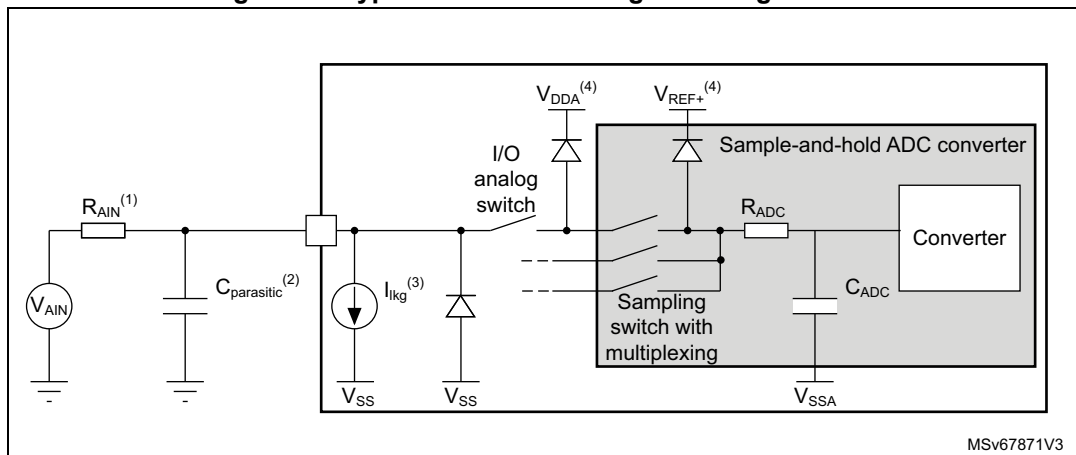 V_DDA^(4)
V_REF+^(4)
Sample-and-hold ADC converter
I/O
analog
switch
R_AIN^(1)
R_ADC
Converter
C_parasitic^(2)
I_lkg^(3)
V_AIN
C_ADC
Sampling
switch with
multiplexing
V_SS
V_SS
V_SSA
MSv67871V3